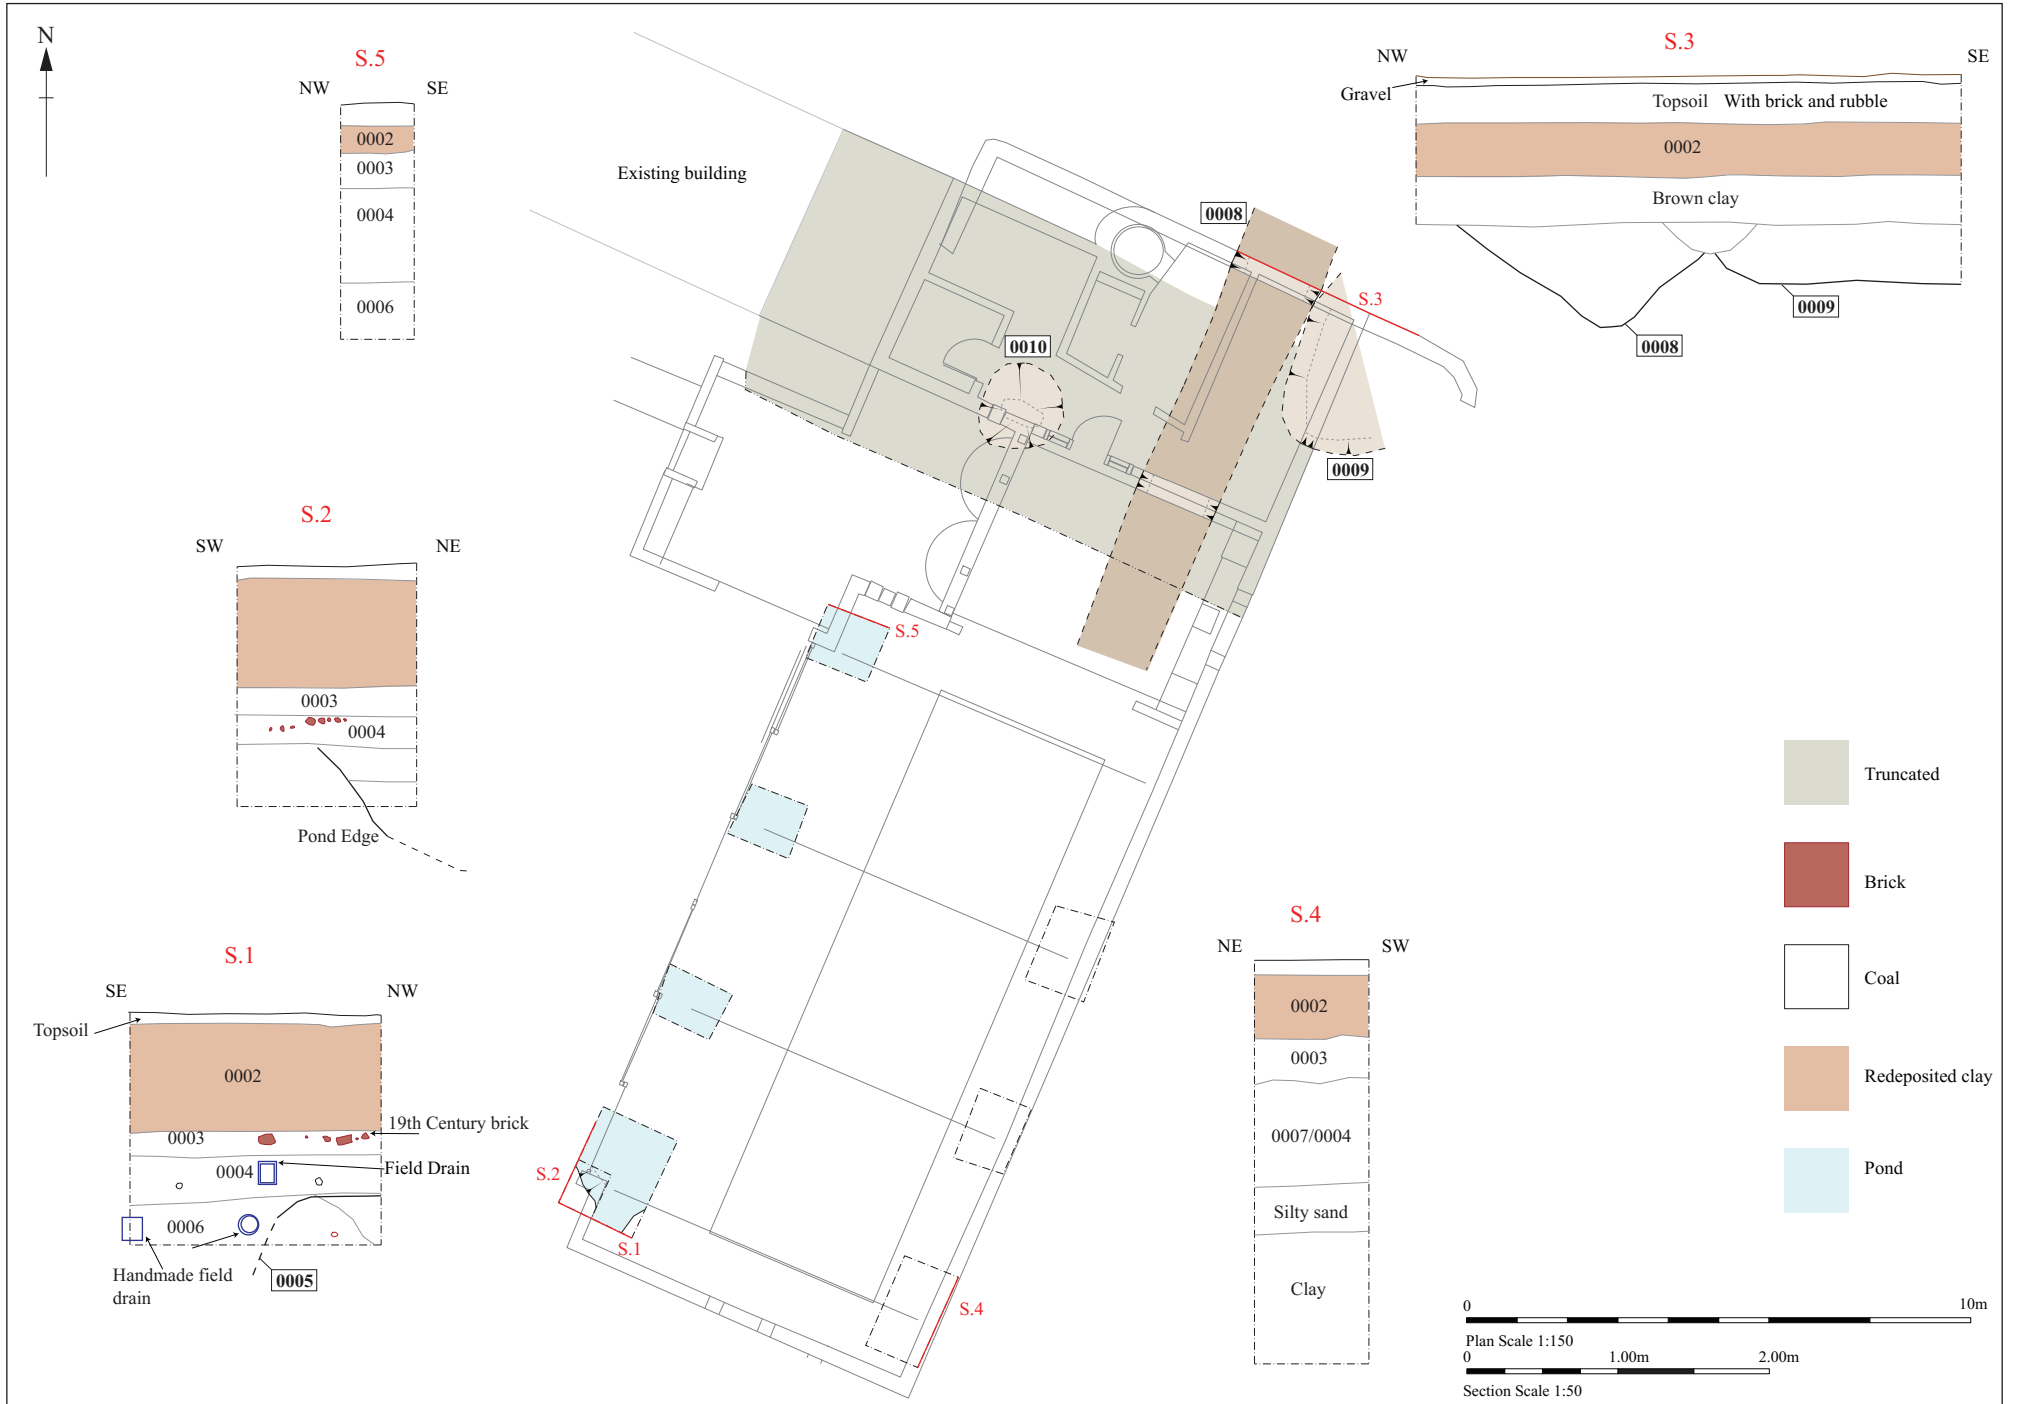 N
S.5
NW
SE
0002
0003
0004
0006
Existing building
S.3
NW
SE
Gravel
Topsoil
With brick and rubble
0002
Brown clay
0009
0008
0008
S.3
0010
0009
S.5
S.2
S.1
S.4
S.2
SW
NE
0003
0004
Pond Edge
S.1
SE
NW
Topsoil
0002
0003
19th Century brick
0004
Field Drain
0006
Handmade field
drain
0005
S.4
NE
SW
0002
0003
0007/0004
Silty sand
Clay
Truncated
Brick
Coal
Redeposited clay
Pond
0
10m
Plan Scale 1:150
0
1.00m
2.00m
Section Scale 1:50